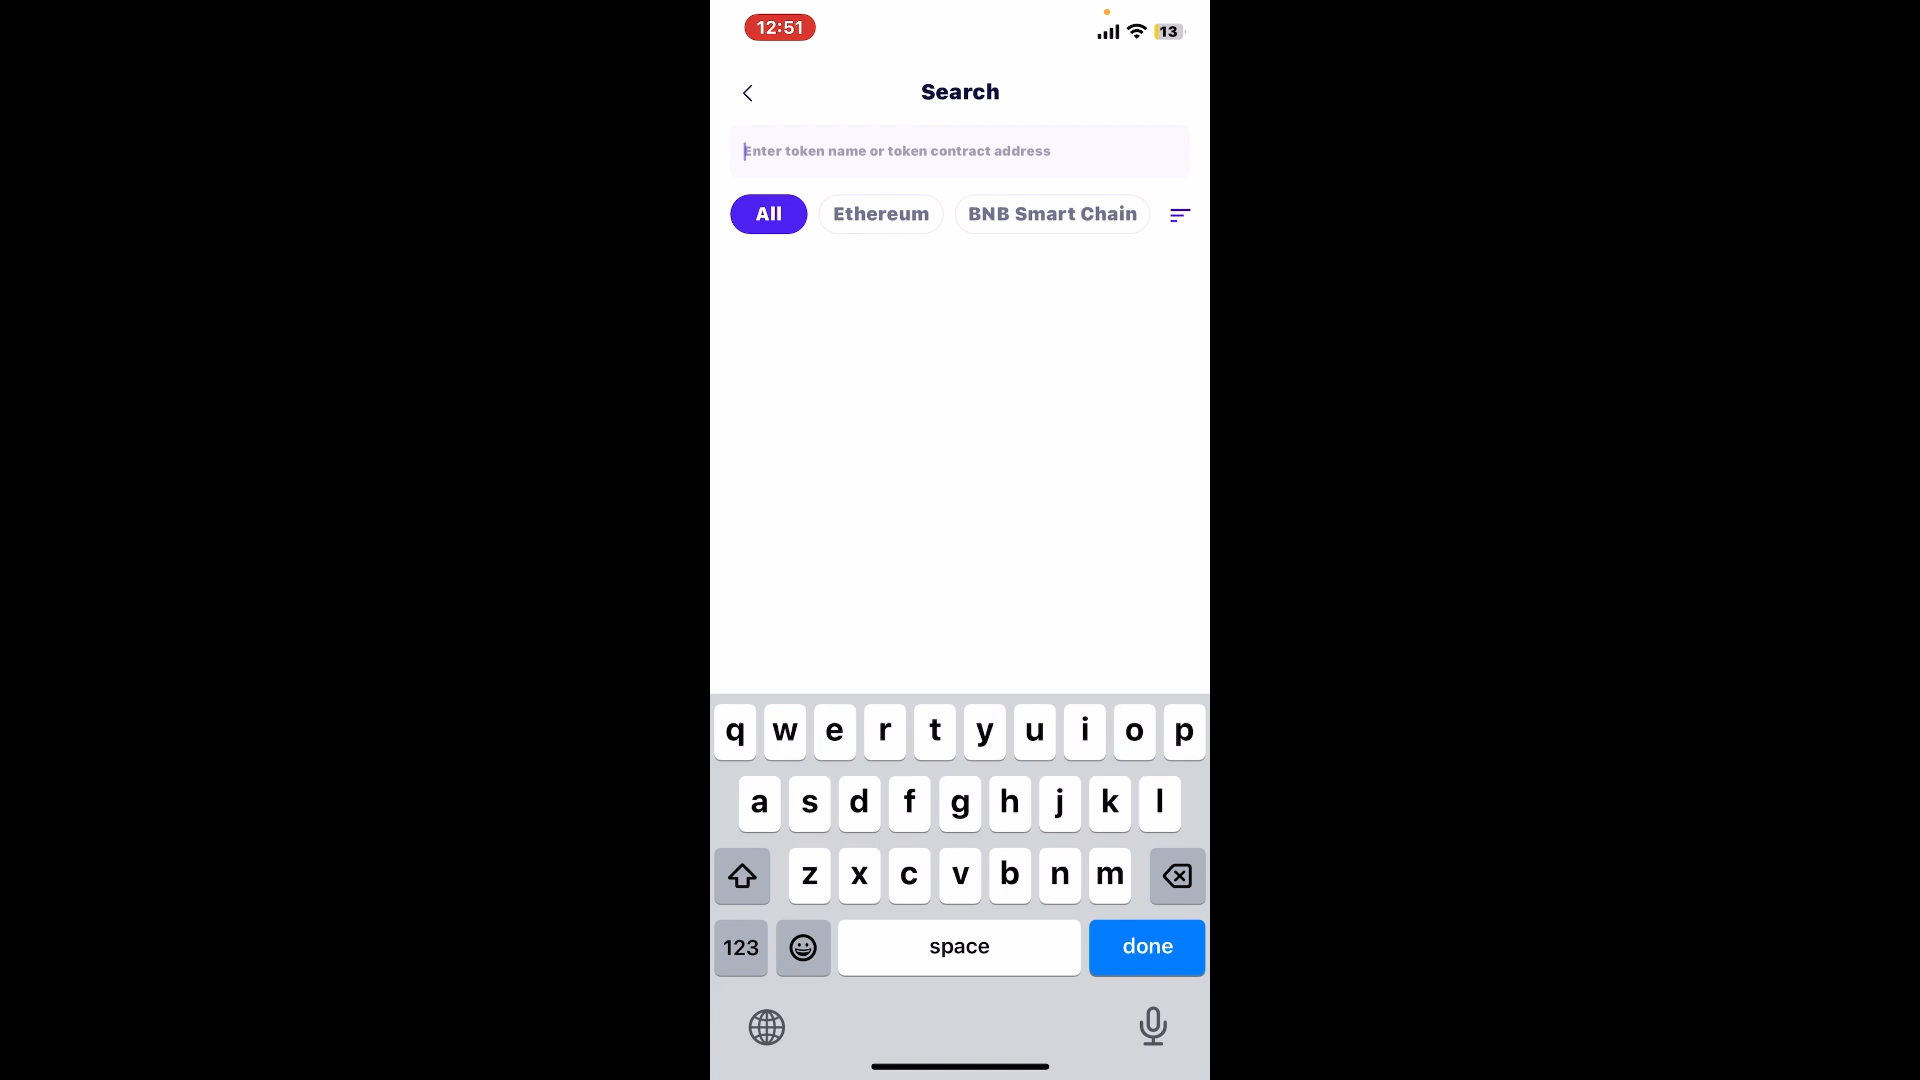 12:51
13
Search
Enter token name or token contract address
All Ethereum BNB Smart Chain
q w e r t y u i o p
a s d f g h j k l
z x c v b n m
123 space done